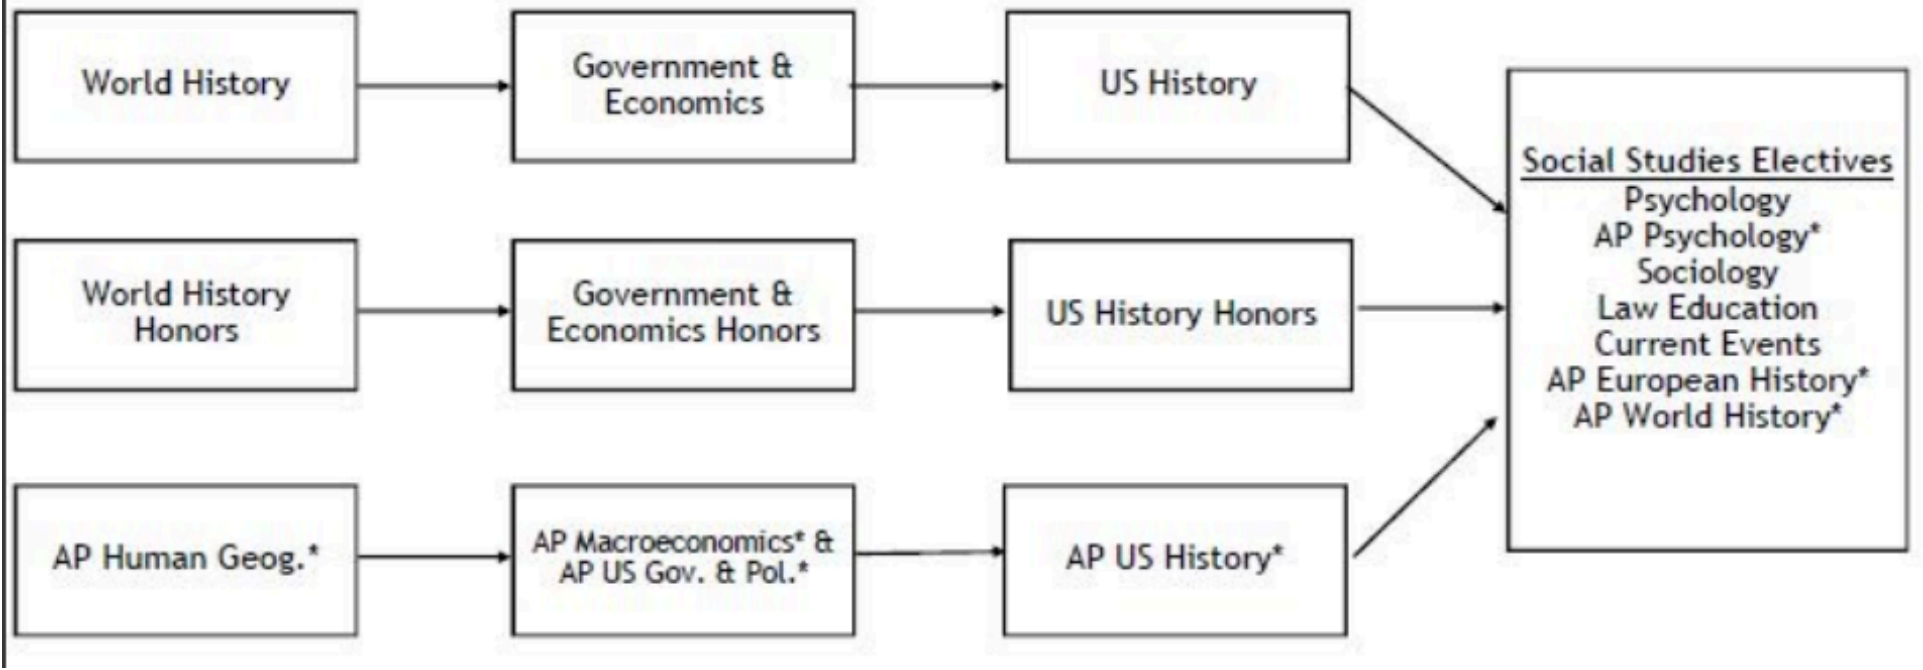 World History
Government &
Economics
US History
World History
Honors
Government &
Economics Honors
US History Honors
AP Human Geog.*
AP Macroeconomics* &
AP US Gov. & Pol.*
AP US History*
Social Studies Electives
Psychology
AP Psychology*
Sociology
Law Education
Current Events
AP European History*
AP World History*